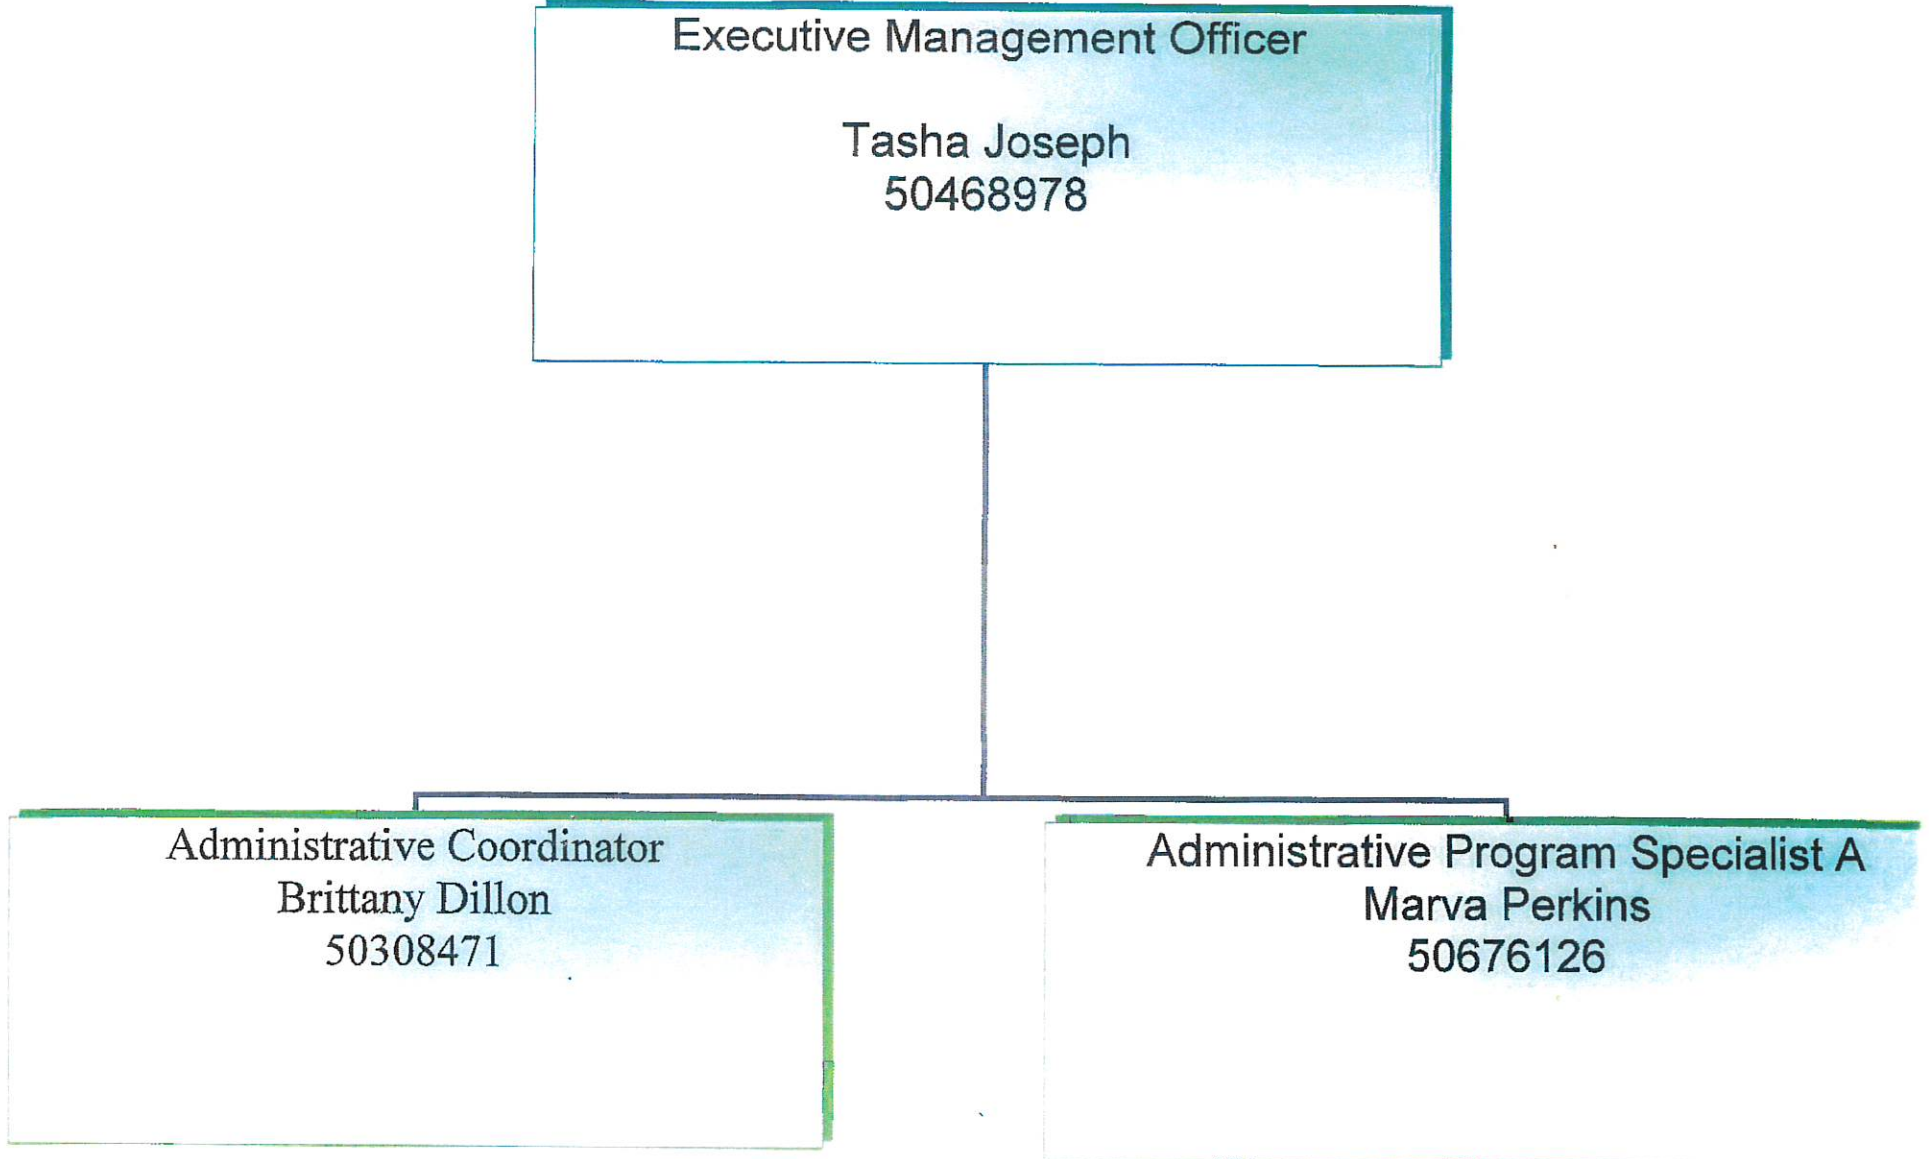 Executive Management Officer
Tasha Joseph
50468978
Administrative Coordinator
Brittany Dillon
50308471
Administrative Program Specialist A
Marva Perkins
50676126